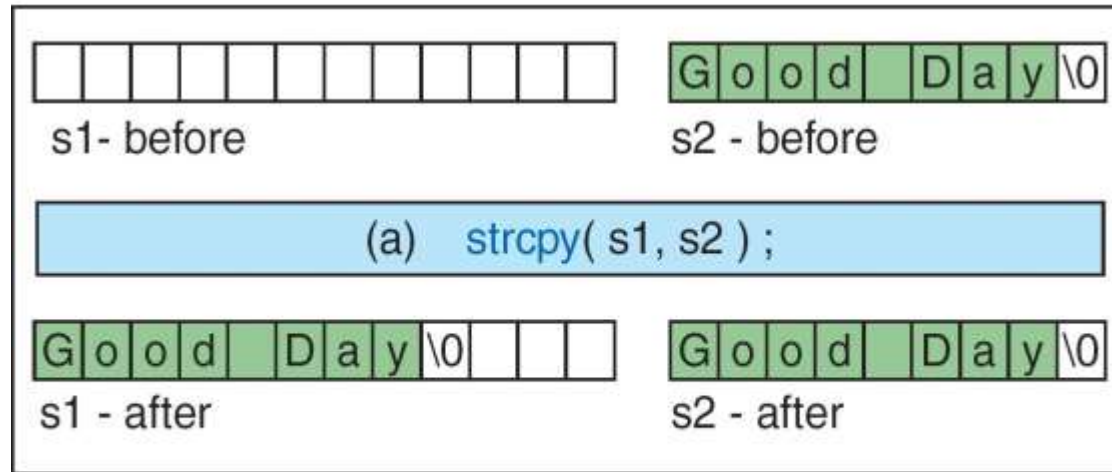 G o o d D a y \0
s1- before s2 - before
(a) strcpy( s1, s2 ) ;
G o o d D a y \0 G o o d D a y \0
s1 - after s2 - after